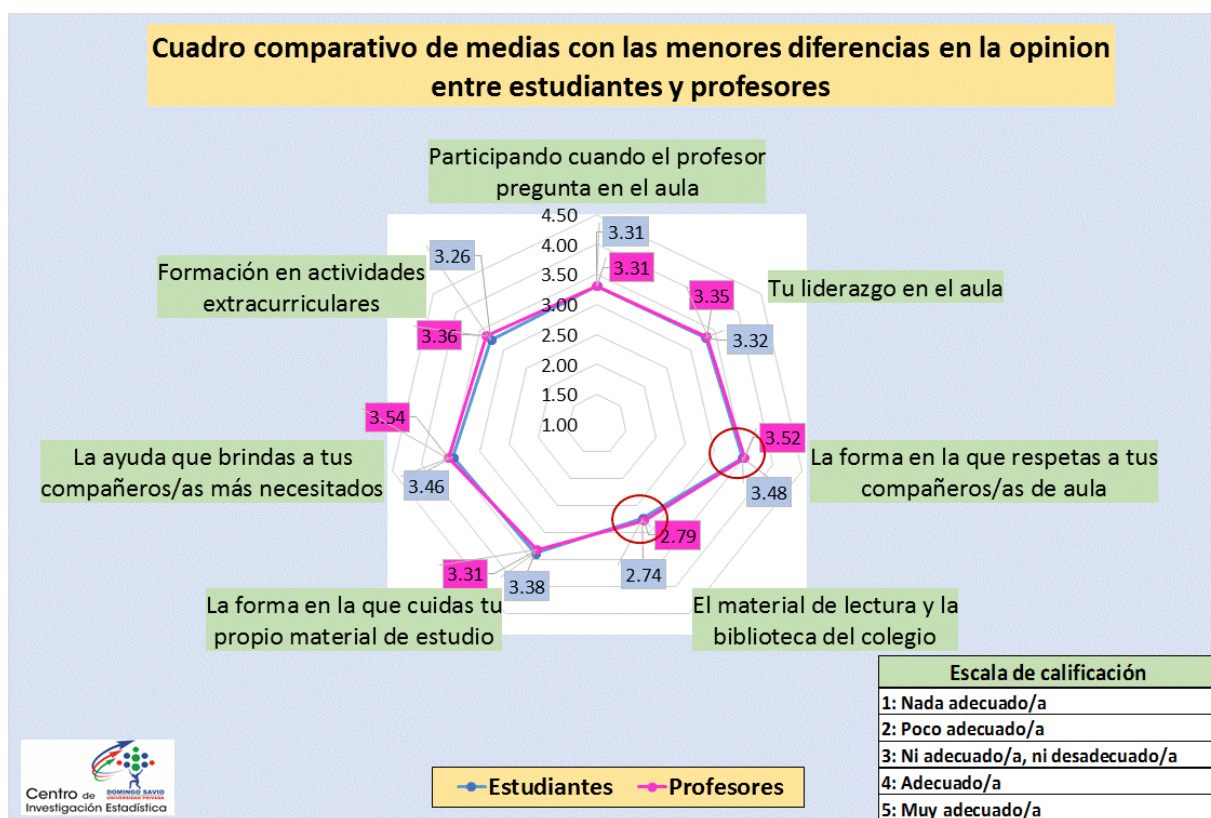 Cuadro comparativo de medias con las menores diferencias en la opinion
entre estudiantes y profesores
Participando cuando el profesor
pregunta en el aula
4.50
4.00
3.50
3.00
2.50
2.00
1.50
1.00
3.31
3.31
Tu liderazgo en el aula
3.35
3.32
La forma en la que respetas a tus
compañeros/as de aula
3.52
3.48
El material de lectura y la
biblioteca del colegio
2.79
2.74
La forma en la que cuidas tu
propio material de estudio
3.31
3.38
La ayuda que brindas a tus
compañeros/as más necesitados
3.54
3.46
Formación en actividades
extracurriculares
3.26
3.36
Escala de calificación
1: Nada adecuado/a
2: Poco adecuado/a
3: Ni adecuado/a, ni desadecuado/a
4: Adecuado/a
5: Muy adecuado/a
Estudiantes
Profesores
Centro de
Investigación Estadística
DOMINGO SAVIO
UNIVERSIDAD PRIVADA